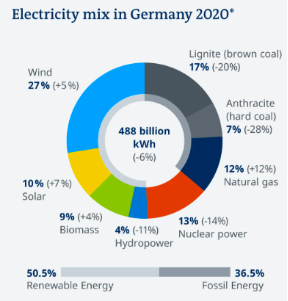 Electricity mix in Germany 2020*
Lignite (brown coal)
17% (-20%)
Anthracite
(hard coal)
7% (-28%)
12% (+12%)
Natural gas
13% (-14%)
Nuclear power
4% (-11%)
Hydropower
9% (+4%)
Biomass
10% (+7%)
Solar
Wind
27% (+5%)
488 billion
kWh
(-6%)
50.5%
Renewable Energy
36.5%
Fossil Energy